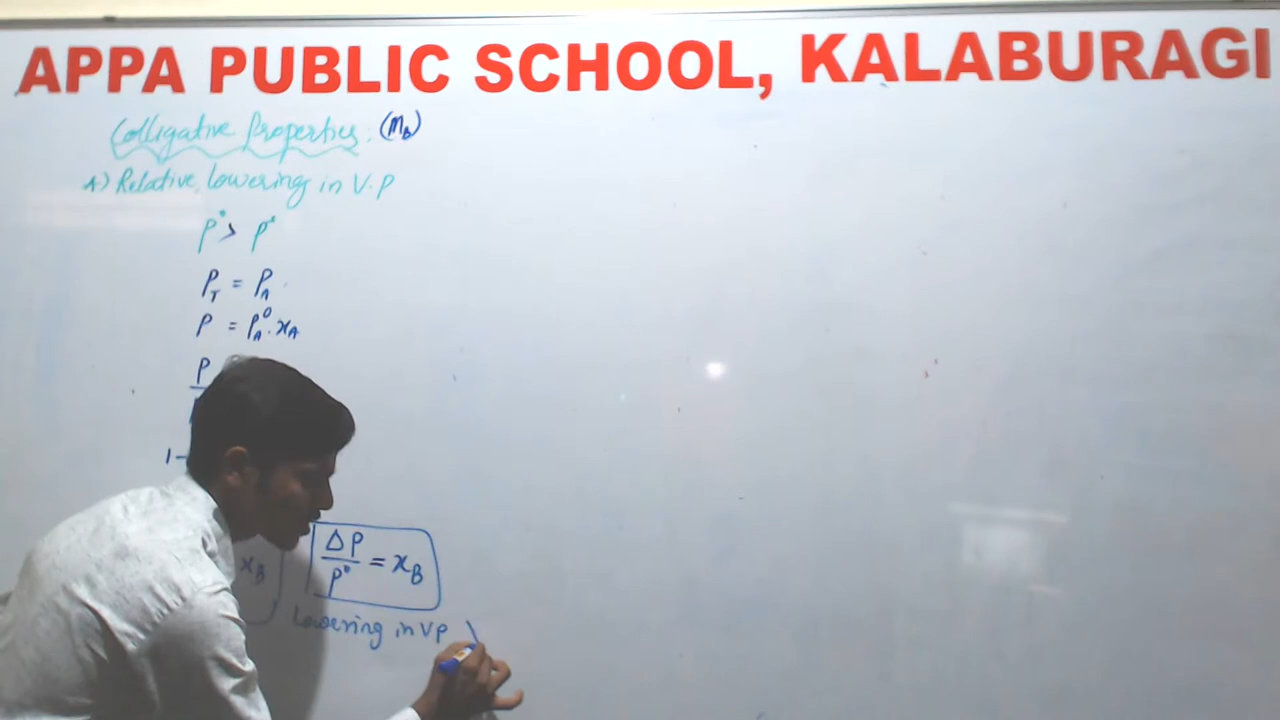 APPA PUBLIC SCHOOL, KALABURAGI
Colligative Properties. (M_B)
A) Relative lowering in V.P
P° > P^s
P_T = P_A.
P = P_A^0 . x_A
P
1 -
x_B
ΔP/P° = x_B
Lowering in VP